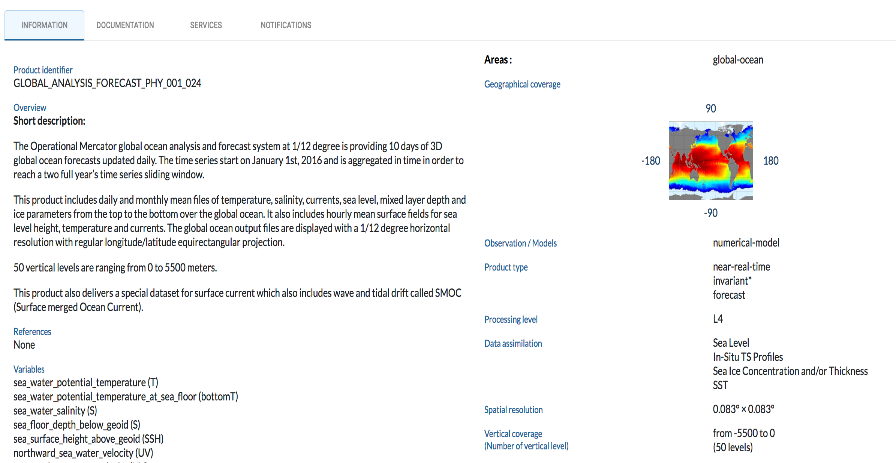 INFORMATION DOCUMENTATION SERVICES NOTIFICATIONS
Product identifier
GLOBAL_ANALYSIS_FORECAST_PHY_001_024
Overview
Short description:
The Operational Mercator global ocean analysis and forecast system at 1/12 degree is providing 10 days of 3D
global ocean forecasts updated daily. The time series start on January 1st, 2016 and is aggregated in time in order to
reach a two full year's time series sliding window.
This product includes daily and monthly mean files of temperature, salinity, currents, sea level, mixed layer depth and
ice parameters from the top to the bottom over the global ocean. It also includes hourly mean surface fields for sea
level height, temperature and currents. The global ocean output files are displayed with a 1/12 degree horizontal
resolution with regular longitude/latitude equirectangular projection.
50 vertical levels are ranging from 0 to 5500 meters.
This product also delivers a special dataset for surface current which also includes wave and tidal drift called SMOC
(Surface merged Ocean Current).
References
None
Variables
sea_water_potential_temperature (T)
sea_water_potential_temperature_at_sea_floor (bottomT)
sea_water_salinity (S)
sea_floor_depth_below_geoid (S)
sea_surface_height_above_geoid (SSH)
northward_sea_water_velocity (UV)
Areas : global-ocean
Geographical coverage
90
-180 180
-90
Observation / Models numerical-model
Product type near-real-time
invariant*
forecast
Processing level L4
Data assimilation Sea Level
In-Situ TS Profiles
Sea Ice Concentration and/or Thickness
SST
Spatial resolution 0.083° × 0.083°
Vertical coverage from -5500 to 0
(Number of vertical level) (50 levels)